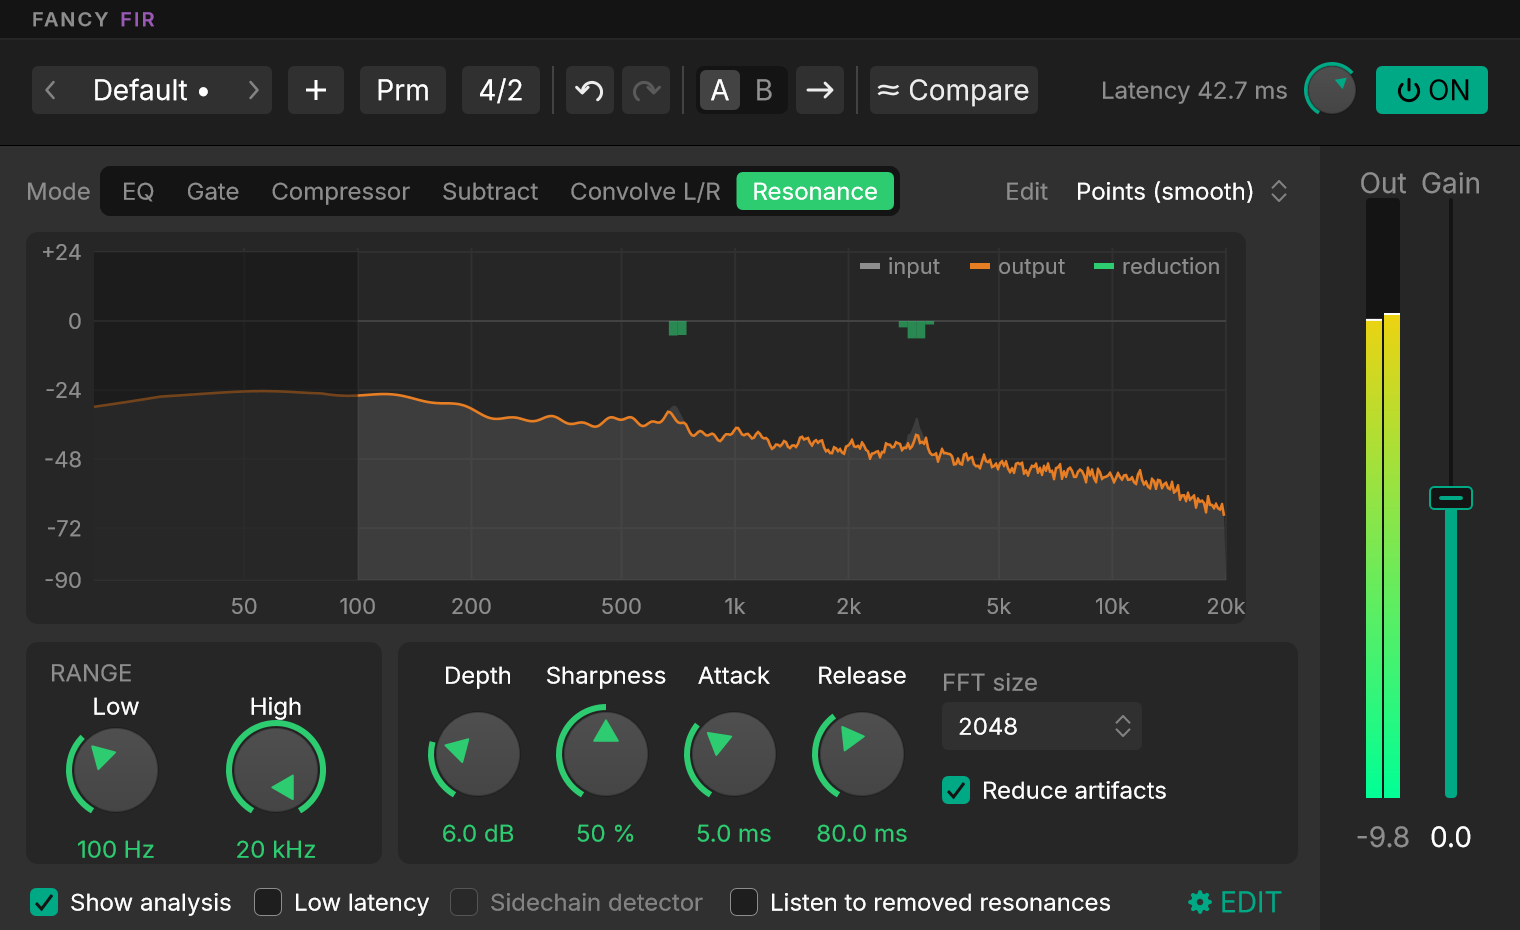 FANCY FIR
Default •
+
Prm
4/2
A B
≈ Compare
Latency 42.7 ms
ON
Mode EQ Gate Compressor Subtract Convolve L/R Resonance
Edit Points (smooth)
Out Gain
input output reduction
+24
0
-24
-48
-72
-90
50 100 200 500 1k 2k 5k 10k 20k
RANGE
Low High
100 Hz 20 kHz
Depth Sharpness Attack Release
6.0 dB 50 % 5.0 ms 80.0 ms
FFT size
2048
Reduce artifacts
-9.8 0.0
Show analysis Low latency Sidechain detector Listen to removed resonances
EDIT